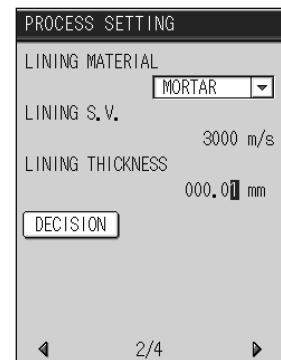 PROCESS SETTING
LINING MATERIAL
MORTAR
LINING S.V.
3000 m/s
LINING THICKNESS
000.01 mm
DECISION
2/4